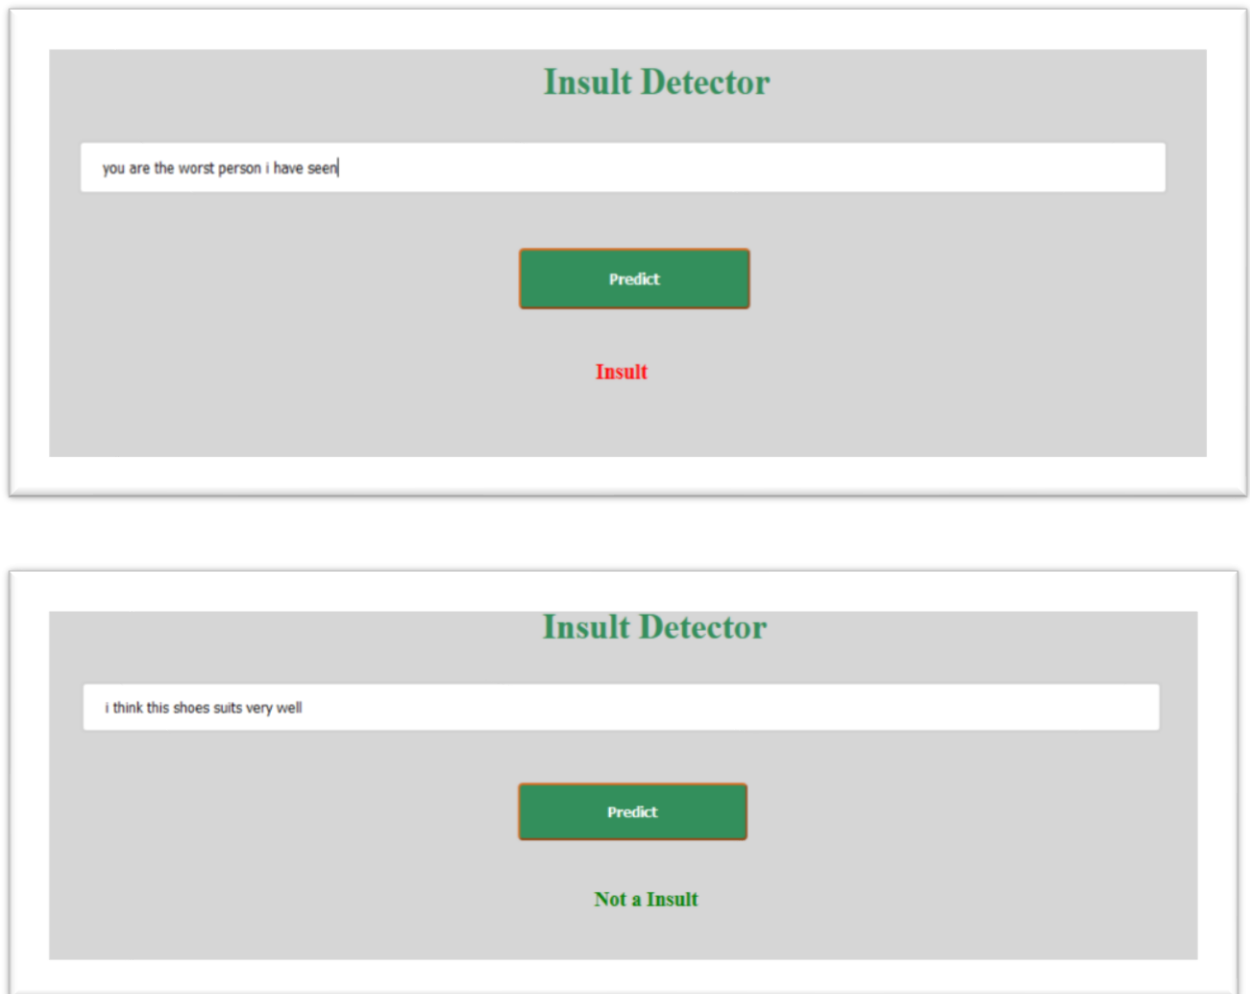 Insult Detector
you are the worst person i have seen
Predict
Insult
Insult Detector
i think this shoes suits very well
Predict
Not a Insult